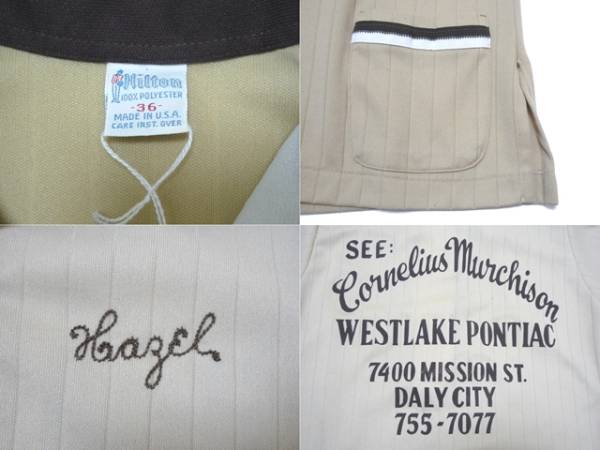 Hilton
100% POLYESTER
-36-
MADE IN U.S.A.
CARE INST. OVER
Hazel
SEE:
Cornelius Murchison
WESTLAKE PONTIAC
7400 MISSION ST.
DALY CITY
755-7077